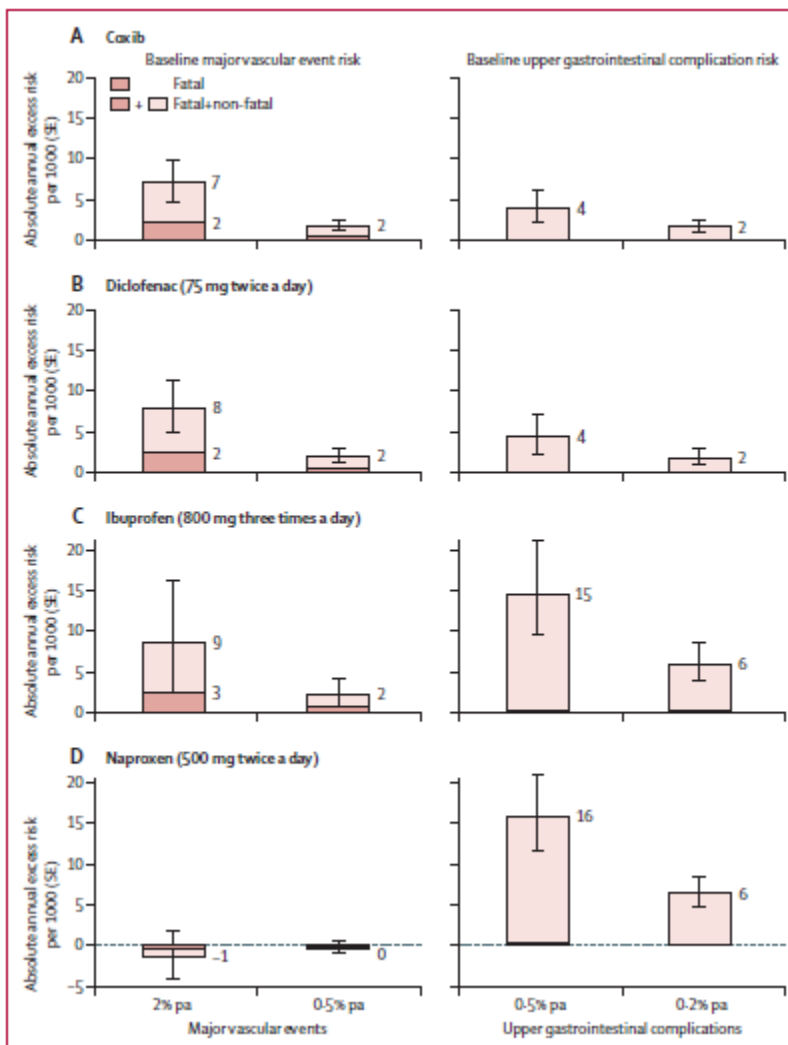 A Coxib
Baseline major vascular event risk
Baseline upper gastrointestinal complication risk
Absolute annual excess risk
per 1000 (SE)
20
15
10
5
0
Fatal
+ Fatal+non-fatal
7
2
2
4
2
B Diclofenac (75 mg twice a day)
Absolute annual excess risk
per 1000 (SE)
20
15
10
5
0
8
2
2
4
2
C Ibuprofen (800 mg three times a day)
Absolute annual excess risk
per 1000 (SE)
20
15
10
5
0
9
3
2
15
6
D Naproxen (500 mg twice a day)
Absolute annual excess risk
per 1000 (SE)
20
15
10
5
0
−5
−1
0
16
6
2% pa
0·5% pa
0·5% pa
0·2% pa
Major vascular events
Upper gastrointestinal complications